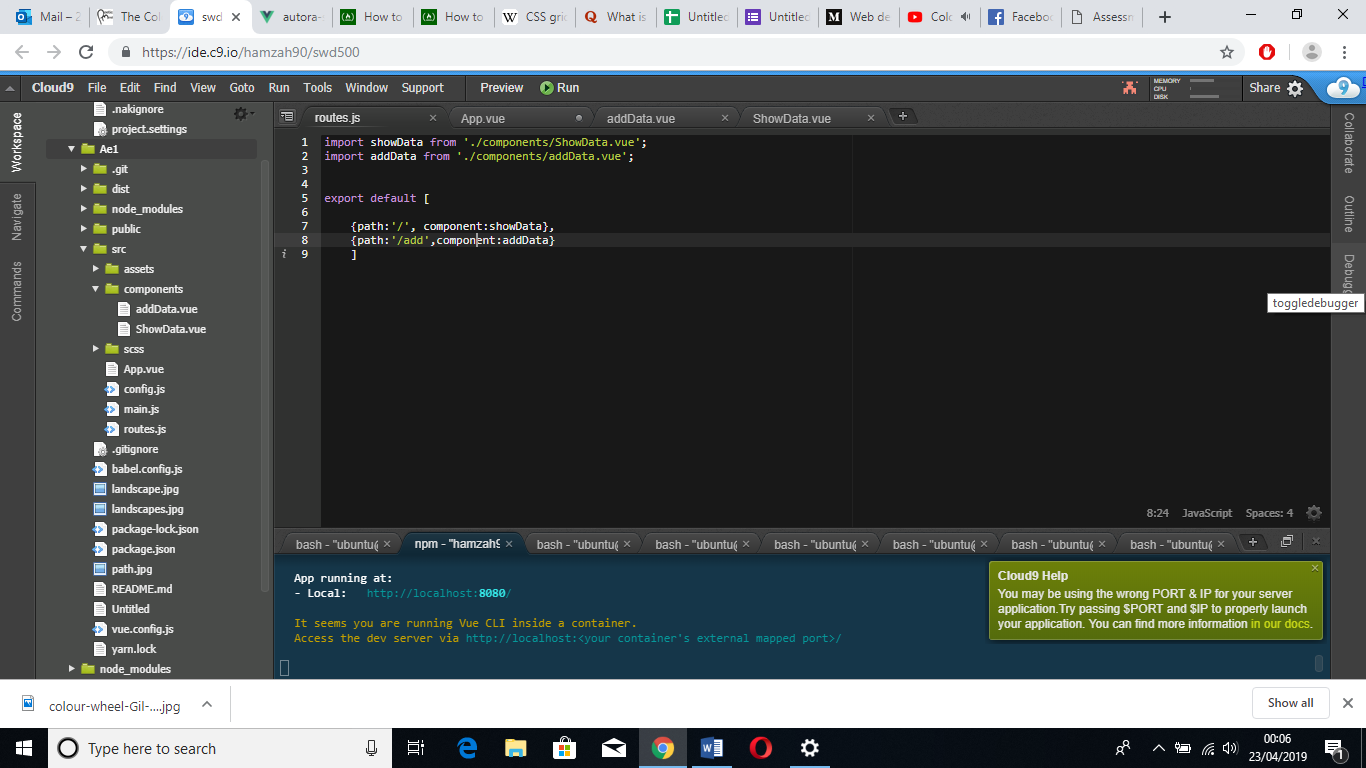 Mail – Z
The Col
swd
autora-
How to
How to
CSS grid
What is
Untitled
Untitled
Web de
Colo
Facebo
Assessm
https://ide.c9.io/hamzah90/swd500
Cloud9 File Edit Find View Goto Run Tools Window Support Preview Run
MEMORY
CPU
DISK
Share
Workspace
Navigate
Commands
.nakignore
project.settings
Ae1
.git
dist
node_modules
public
src
assets
components
addData.vue
ShowData.vue
scss
App.vue
config.js
main.js
routes.js
.gitignore
babel.config.js
landscape.jpg
landscapes.jpg
package-lock.json
package.json
path.jpg
README.md
Untitled
vue.config.js
yarn.lock
node_modules
routes.js App.vue addData.vue ShowData.vue
1 import showData from './components/ShowData.vue';
2 import addData from './components/addData.vue';
3
4
5 export default [
6
7 {path:'/', component:showData},
8 {path:'/add',component:addData}
i 9 ]
Collaborate
Outline
Debugg
toggledebugger
8:24 JavaScript Spaces: 4
bash - "ubuntu@ npm - "hamzah9 bash - "ubuntu@ bash - "ubuntu@ bash - "ubuntu@ bash - "ubuntu@ bash - "ubuntu@ bash - "ubuntu@
App running at:
- Local: http://localhost:8080/
It seems you are running Vue CLI inside a container.
Access the dev server via http://localhost:<your container's external mapped port>/
Cloud9 Help
You may be using the wrong PORT & IP for your server
application.Try passing $PORT and $IP to properly launch
your application. You can find more information in our docs.
colour-wheel-Gil-....jpg
Show all
Type here to search
00:06
23/04/2019
1